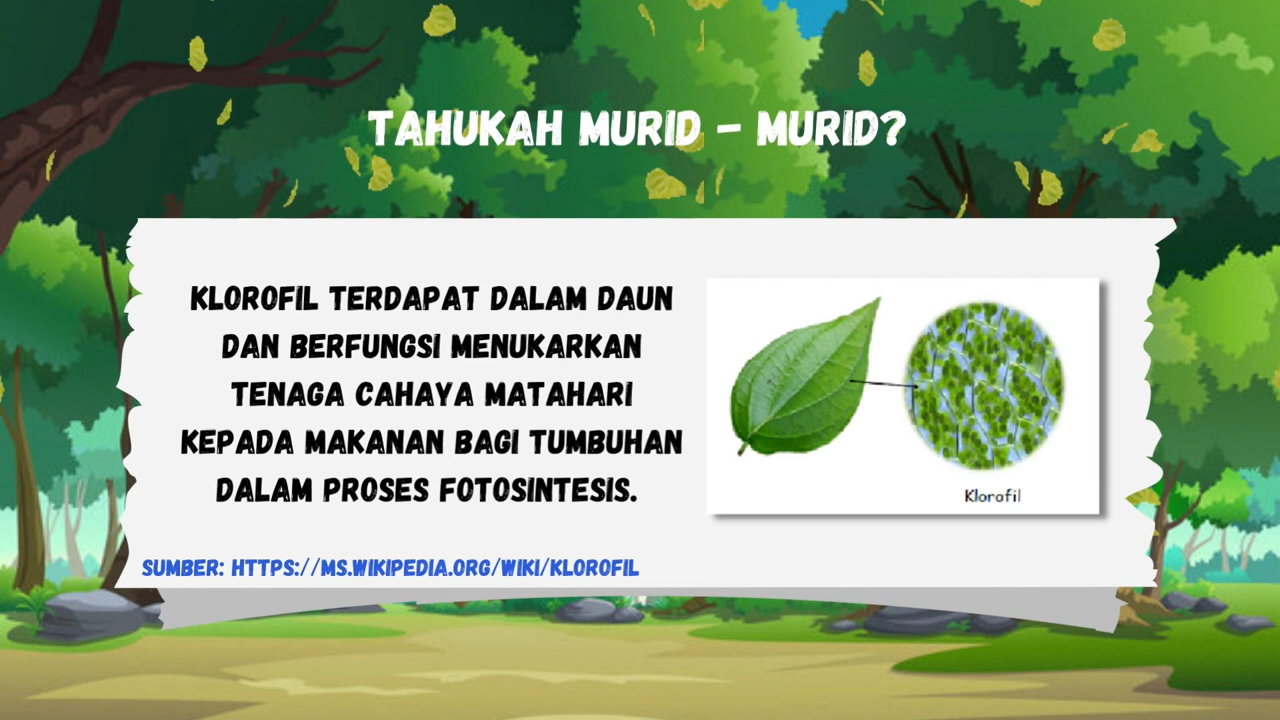 TAHUKAH MURID - MURID?
KLOROFIL TERDAPAT DALAM DAUN
DAN BERFUNGSI MENUKARKAN
TENAGA CAHAYA MATAHARI
KEPADA MAKANAN BAGI TUMBUHAN
DALAM PROSES FOTOSINTESIS.
Klorofil
SUMBER: HTTPS://MS.WIKIPEDIA.ORG/WIKI/KLOROFIL